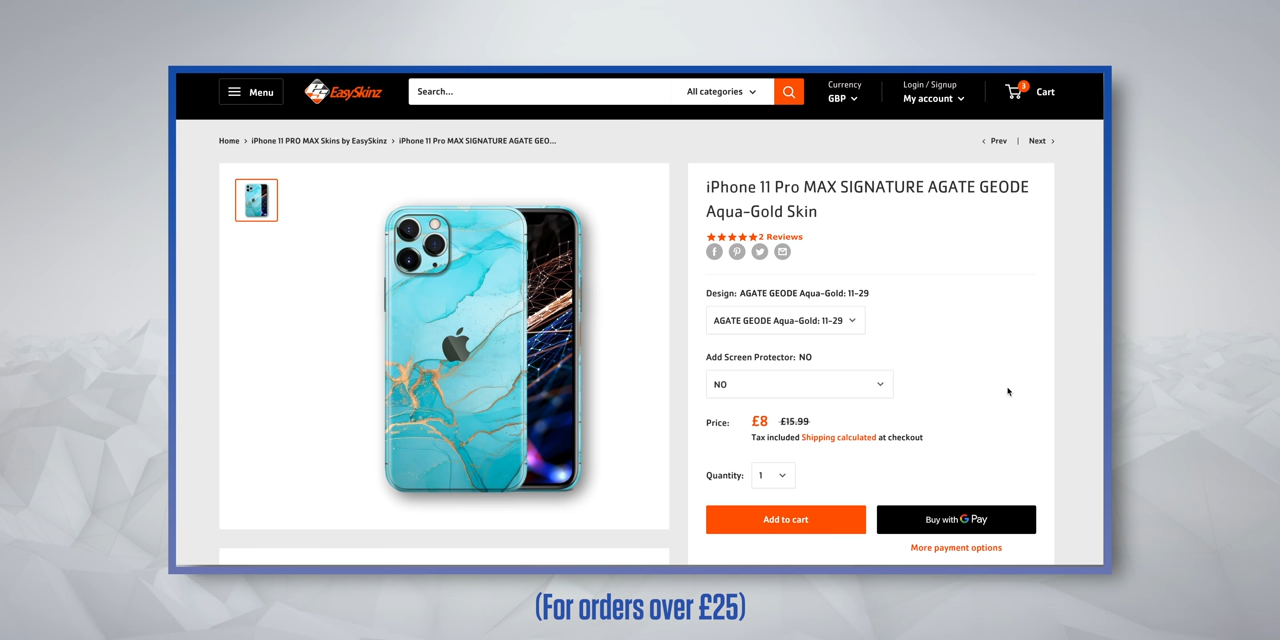 Menu
EasySkinz
Search...
All categories
Currency
GBP
Login / Signup
My account
3
Cart
Home › iPhone 11 PRO MAX Skins by EasySkinz › iPhone 11 Pro MAX SIGNATURE AGATE GEO...
‹ Prev | Next ›
iPhone 11 Pro MAX SIGNATURE AGATE GEODE
Aqua-Gold Skin
★★★★★2 Reviews
Design: AGATE GEODE Aqua-Gold: 11-29
AGATE GEODE Aqua-Gold: 11-29
Add Screen Protector: NO
NO
Price: £8 £15.99
Tax included Shipping calculated at checkout
Quantity: 1
Add to cart
Buy with G Pay
More payment options
(For orders over £25)